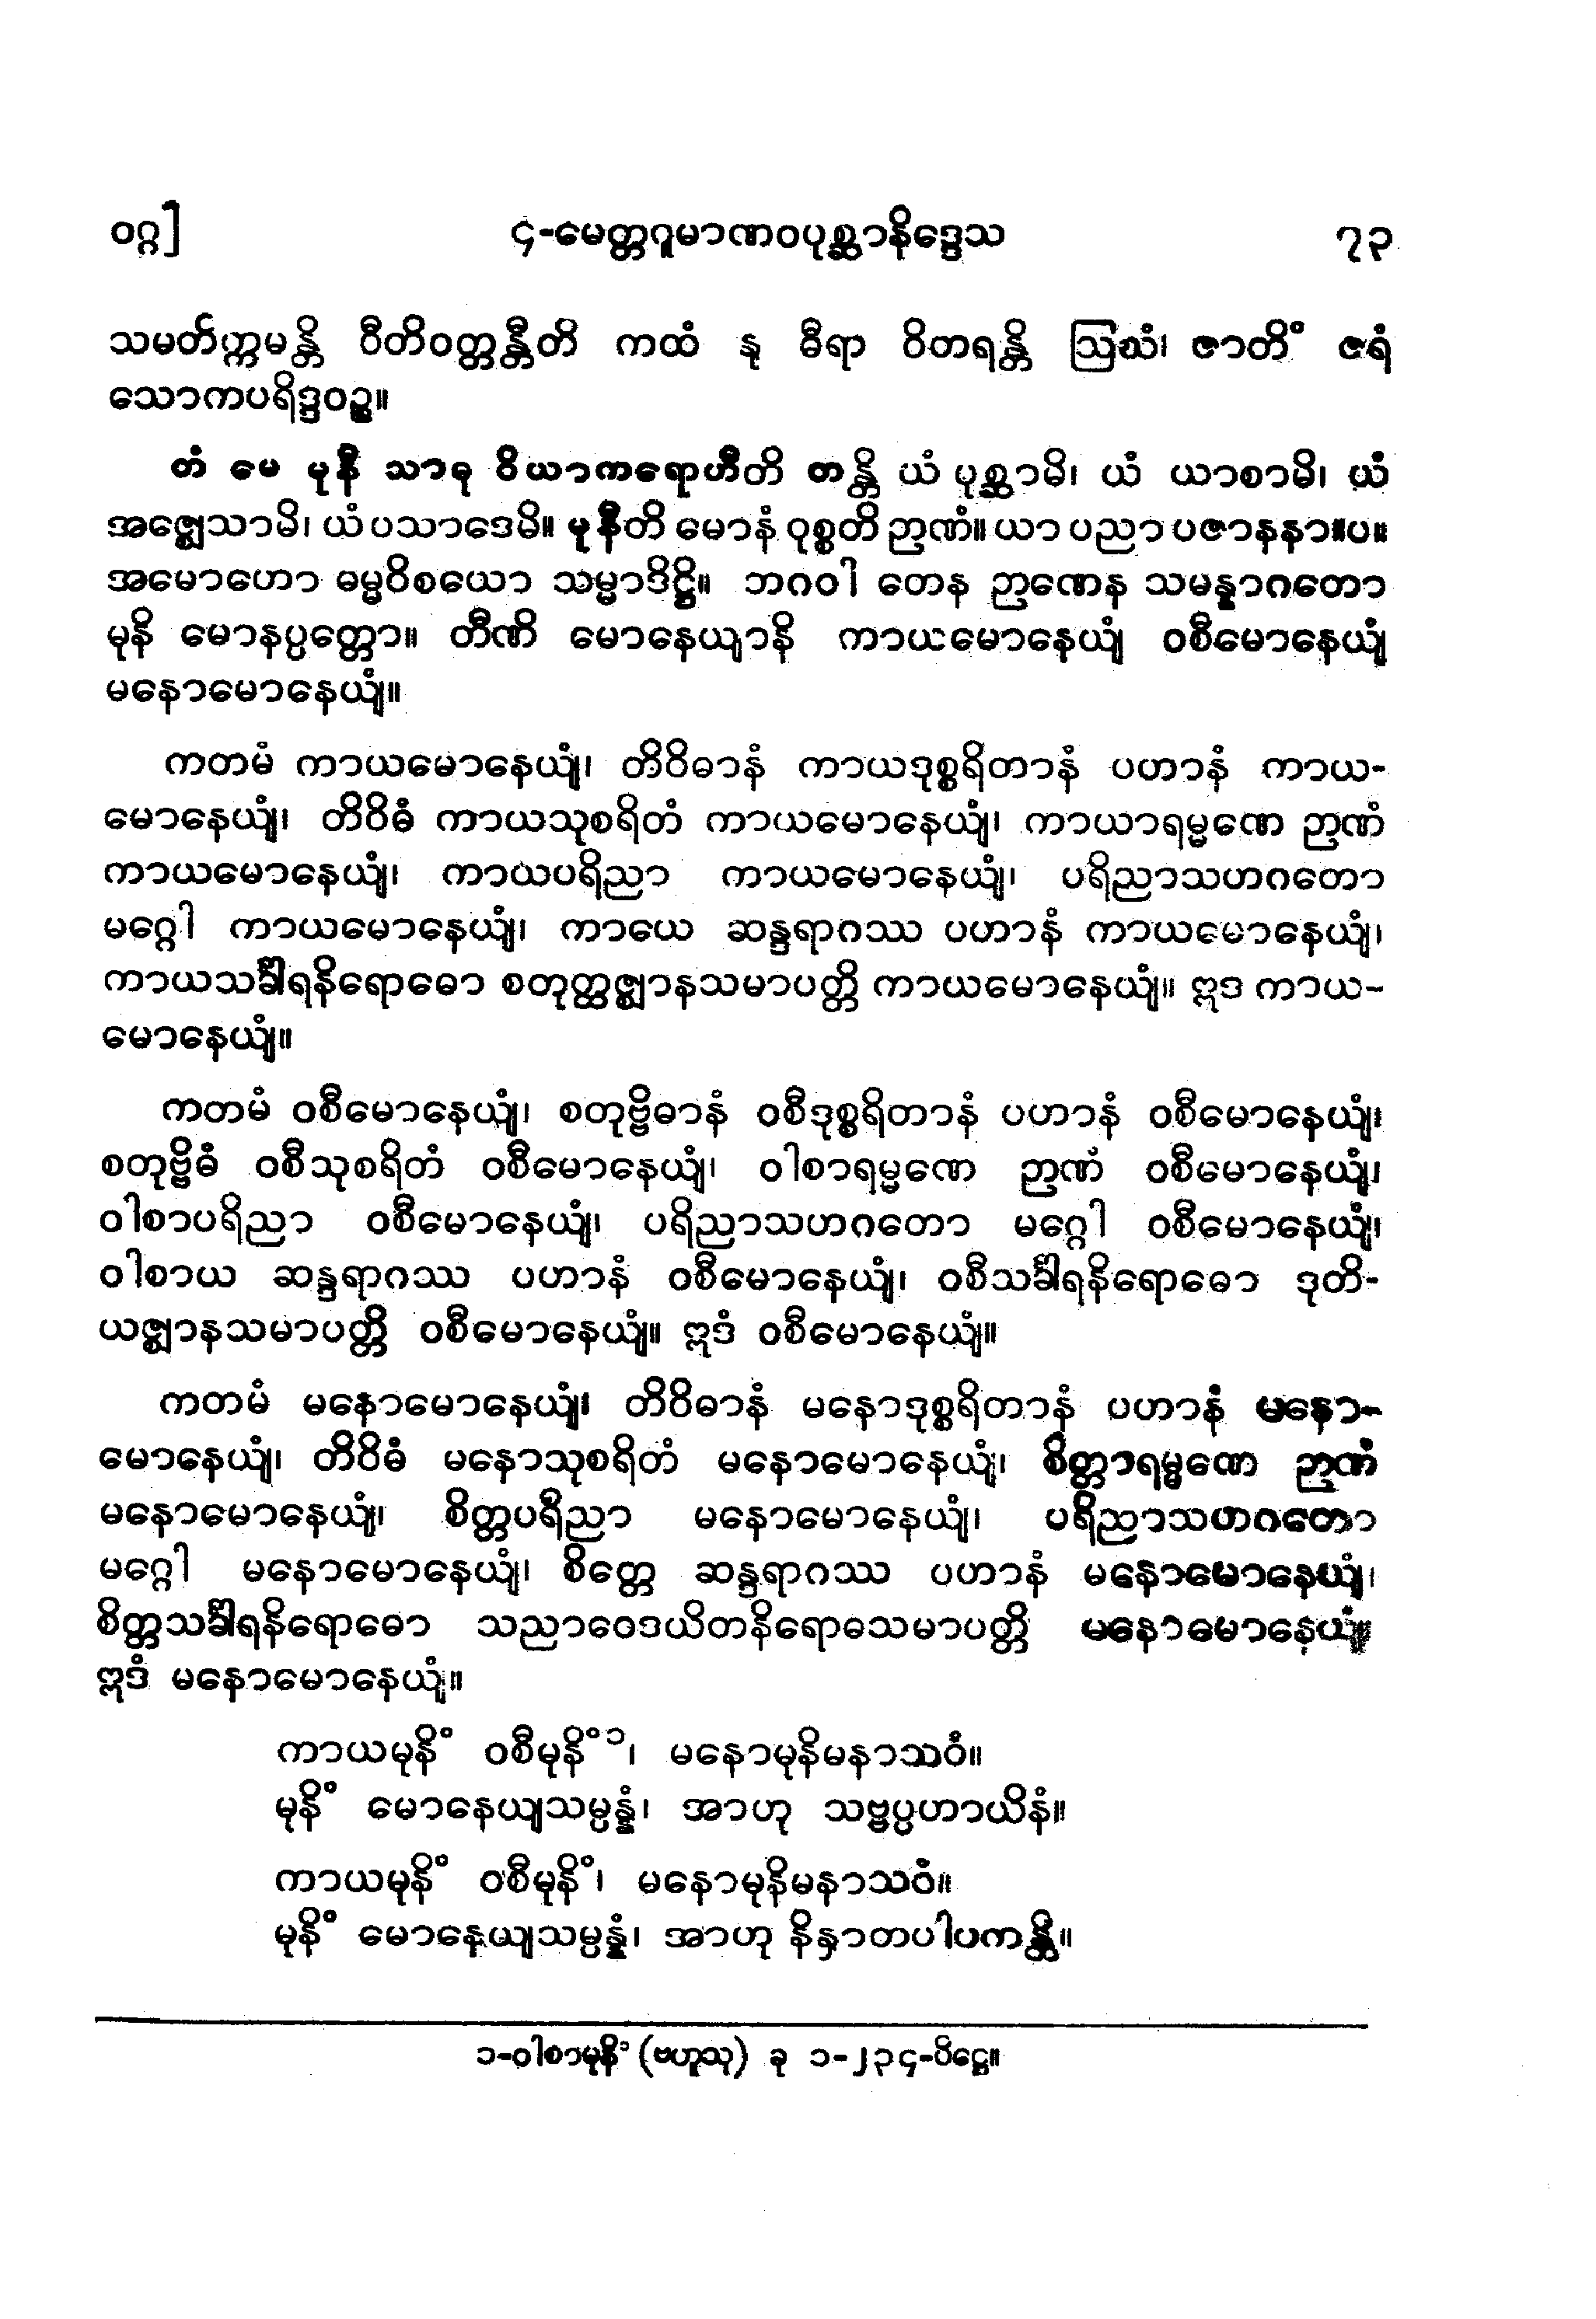 ဝဂ္ဂ]
၄-မေတ္တဂူမာဏဝပုစ္ဆာနိဒ္ဒေသ
၇၃
သမတိက္ကမန္တိ ဝီတိဝတ္တန္တီတိ ကထံ နု ဓီရာ ဝိတရန္တိ ဩဃံ၊ ဇာတိံ ဇရံ
သောကပရိဒ္ဒဝဉ္စ။
တံ မေ မုနီ သာဓု ဝိယာကရောဟီတိ တန္တိ ယံ ပုစ္ဆာမိ၊ ယံ ယာစာမိ၊ ယံ
အဇ္ဈေသာမိ၊ ယံ ပသာဒေမိ။ မုနီတိ မောနံ ဝုစ္စတိ ဉာဏံ။ ယာ ပညာ ပဇာနနာ။ပ။
အမောဟော ဓမ္မဝိစယော သမ္မာဒိဋ္ဌိ။ ဘဂဝါ တေန ဉာဏေန သမန္နာဂတော
မုနိ မောနပ္ပတ္တော။ တီဏိ မောနေယျာနိ ကာယမောနေယျံ ဝစီမောနေယျံ
မနောမောနေယျံ။
ကတမံ ကာယမောနေယျံ၊ တိဝိဓာနံ ကာယဒုစ္စရိတာနံ ပဟာနံ ကာယ-
မောနေယျံ၊ တိဝိဓံ ကာယသုစရိတံ ကာယမောနေယျံ၊ ကာယာရမ္မဏေ ဉာဏံ
ကာယမောနေယျံ၊ ကာယပရိညာ ကာယမောနေယျံ၊ ပရိညာသဟဂတော
မဂ္ဂေါ ကာယမောနေယျံ၊ ကာယေ ဆန္ဒရာဂဿ ပဟာနံ ကာယမောနေယျံ၊
ကာယသင်္ခါရနိရောဓော စတုတ္ထဇ္ဈာနသမာပတ္တိ ကာယမောနေယျံ။ ဣဒ ကာယ-
မောနေယျံ။
ကတမံ ဝစီမောနေယျံ၊ စတုဗ္ဗိဓာနံ ဝစီဒုစ္စရိတာနံ ပဟာနံ ဝစီမောနေယျံ၊
စတုဗ္ဗိဓံ ဝစီသုစရိတံ ဝစီမောနေယျံ၊ ဝါစာရမ္မဏေ ဉာဏံ ဝစီမောနေယျံ၊
ဝါစာပရိညာ ဝစီမောနေယျံ၊ ပရိညာသဟဂတော မဂ္ဂေါ ဝစီမောနေယျံ၊
ဝါစာယ ဆန္ဒရာဂဿ ပဟာနံ ဝစီမောနေယျံ၊ ဝစီသင်္ခါရနိရောဓော ဒုတိ-
ယဇ္ဈာနသမာပတ္တိ ဝစီမောနေယျံ။ ဣဒံ ဝစီမောနေယျံ။
ကတမံ မနောမောနေယျံ၊ တိဝိဓာနံ မနောဒုစ္စရိတာနံ ပဟာနံ မနော-
မောနေယျံ၊ တိဝိဓံ မနောသုစရိတံ မနောမောနေယျံ၊ စိတ္တာရမ္မဏေ ဉာဏံ
မနောမောနေယျံ၊ စိတ္တပရိညာ မနောမောနေယျံ၊ ပရိညာသဟဂတော
မဂ္ဂေါ မနောမောနေယျံ၊ စိတ္တေ ဆန္ဒရာဂဿ ပဟာနံ မနောမောနေယျံ၊
စိတ္တသင်္ခါရနိရောဓော သညာဝေဒယိတနိရောဓသမာပတ္တိ မနောမောနေယျံ။
ဣဒံ မနောမောနေယျံ။
ကာယမုနိံ ဝစီမုနိံ၁၊ မနောမုနိမနာသဝံ။
မုနိံ မောနေယျသမ္ပန္နံ၊ အာဟု သဗ္ဗပ္ပဟာယိနံ။
ကာယမုနိံ ဝစီမုနိံ၊ မနောမုနိမနာသဝံ။
မုနိံ မောနေယျသမ္ပန္နံ၊ အာဟု နိနှာတပါပကန္တိ။
၁-ဝါစာမုနိံ (ဗဟူသု) ခု ၁-၂၃၄-ပိဋ္ဌေ။